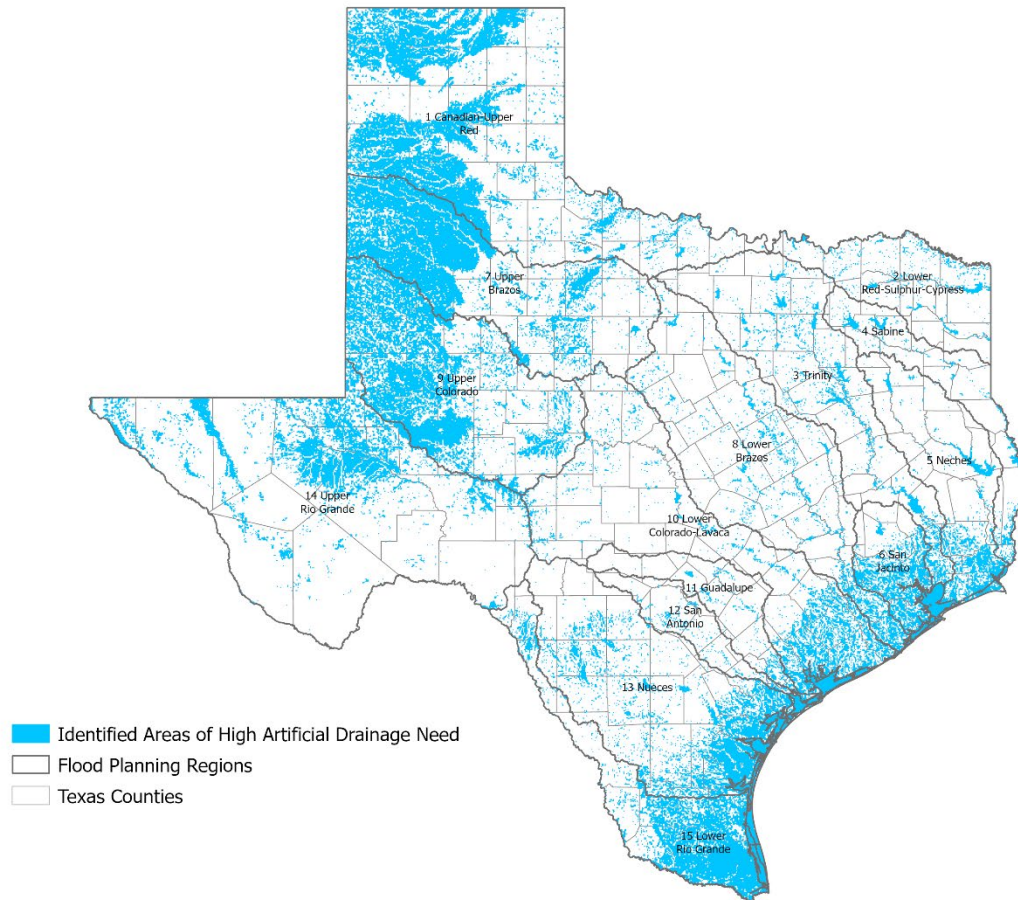 1 Canadian-Upper
Red
2 Lower
Red-Sulphur-Cypress
7 Upper
Brazos
4 Sabine
3 Trinity
9 Upper
Colorado
8 Lower
Brazos
5 Neches
14 Upper
Rio Grande
10 Lower
Colorado-Lavaca
6 San
Jacinto
11 Guadalupe
12 San
Antonio
13 Nueces
Identified Areas of High Artificial Drainage Need
Flood Planning Regions
Texas Counties
15 Lower
Rio Grande